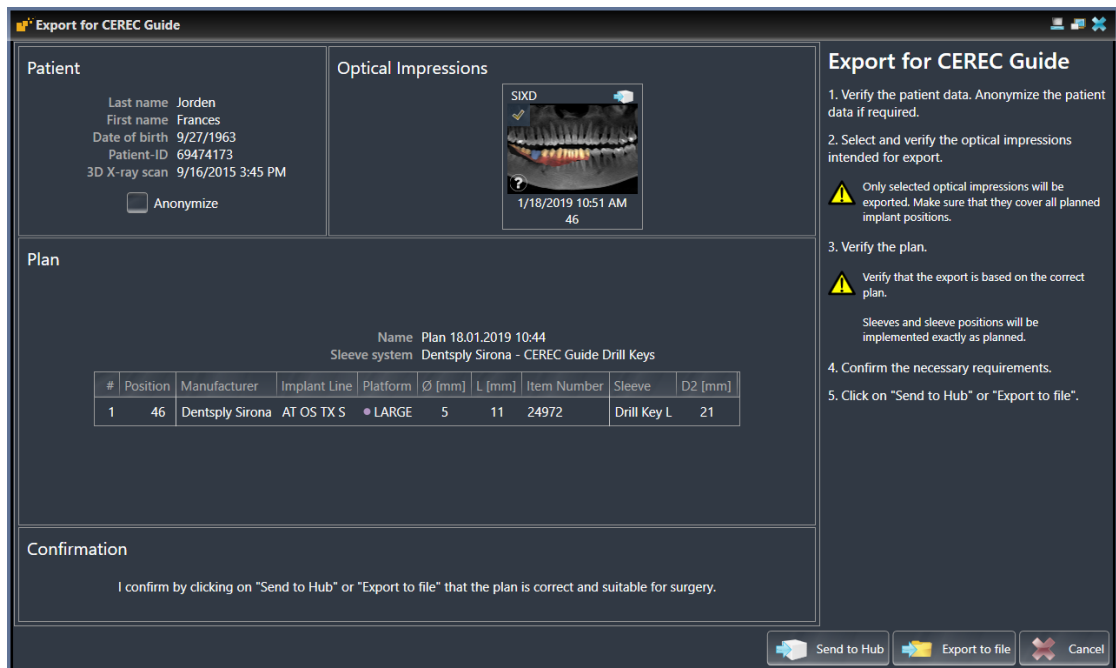 Export for CEREC Guide
Patient
Last name Jorden
First name Frances
Date of birth 9/27/1963
Patient-ID 69474173
3D X-ray scan 9/16/2015 3:45 PM
Anonymize
Optical Impressions
SIXD
?
1/18/2019 10:51 AM
46
Plan
Name Plan 18.01.2019 10:44
Sleeve system Dentsply Sirona - CEREC Guide Drill Keys
# Position Manufacturer Implant Line Platform Ø [mm] L [mm] Item Number Sleeve D2 [mm]
1 46 Dentsply Sirona AT OS TX S LARGE 5 11 24972 Drill Key L 21
Confirmation
I confirm by clicking on "Send to Hub" or "Export to file" that the plan is correct and suitable for surgery.
Export for CEREC Guide
1. Verify the patient data. Anonymize the patient
data if required.
2. Select and verify the optical impressions
intended for export.
Only selected optical impressions will be
exported. Make sure that they cover all planned
implant positions.
3. Verify the plan.
Verify that the export is based on the correct
plan.
Sleeves and sleeve positions will be
implemented exactly as planned.
4. Confirm the necessary requirements.
5. Click on "Send to Hub" or "Export to file".
Send to Hub
Export to file
Cancel